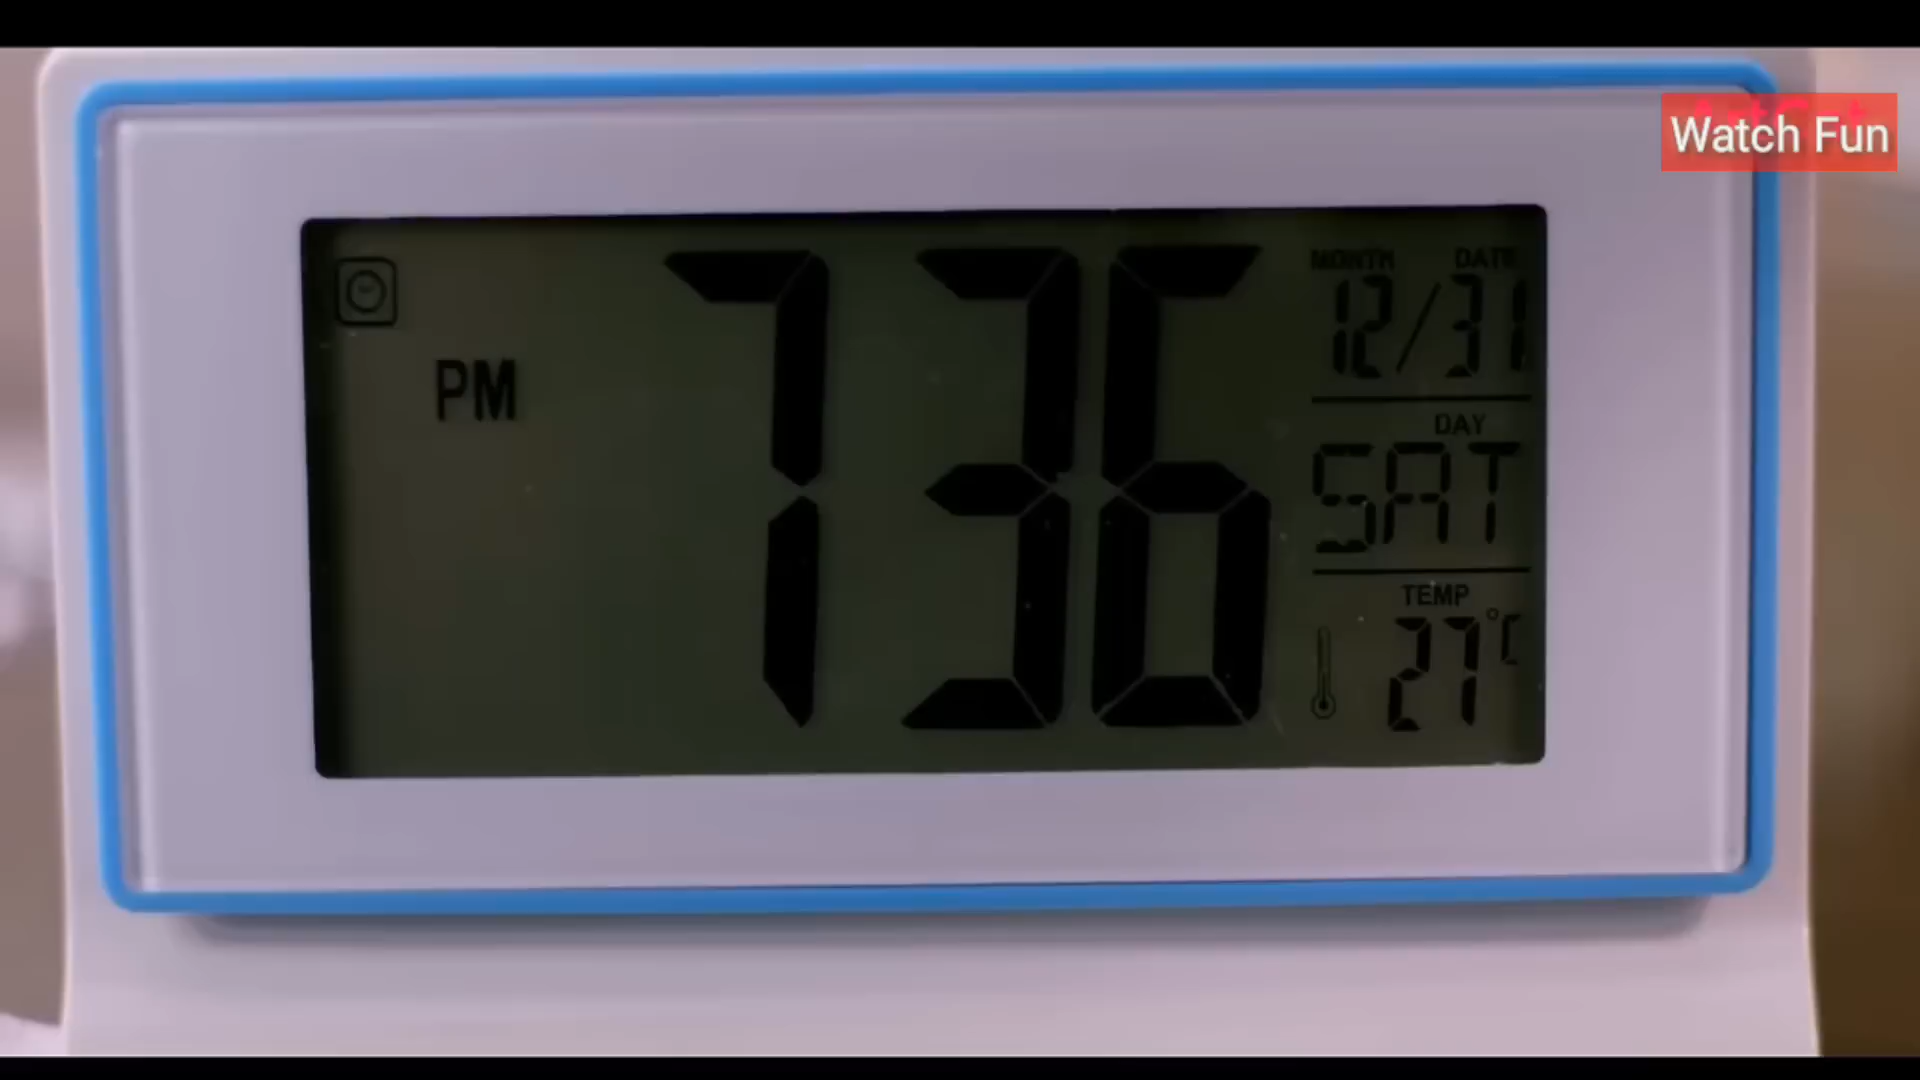 Watch Fun
PM
7 36
MONTH DATE
12/31
DAY
SAT
TEMP
27°C